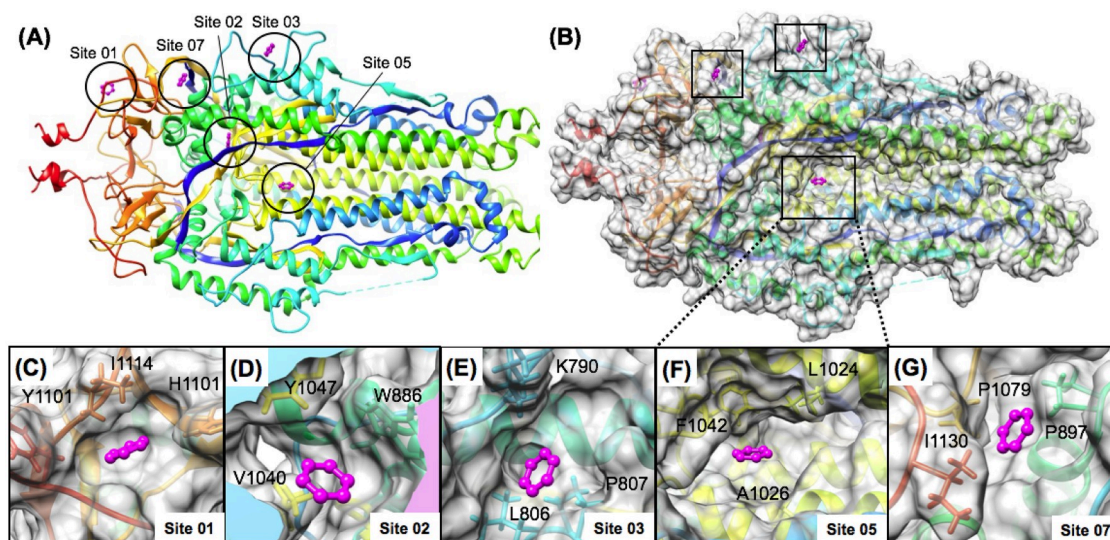 (A)
Site 01
Site 07
Site 02
Site 03
Site 05
(B)
(C)
I1114
Y1101
H1101
Site 01
(D)
Y1047
W886
V1040
Site 02
(E)
K790
P807
L806
Site 03
(F)
L1024
F1042
A1026
Site 05
(G)
P1079
I1130
P897
Site 07